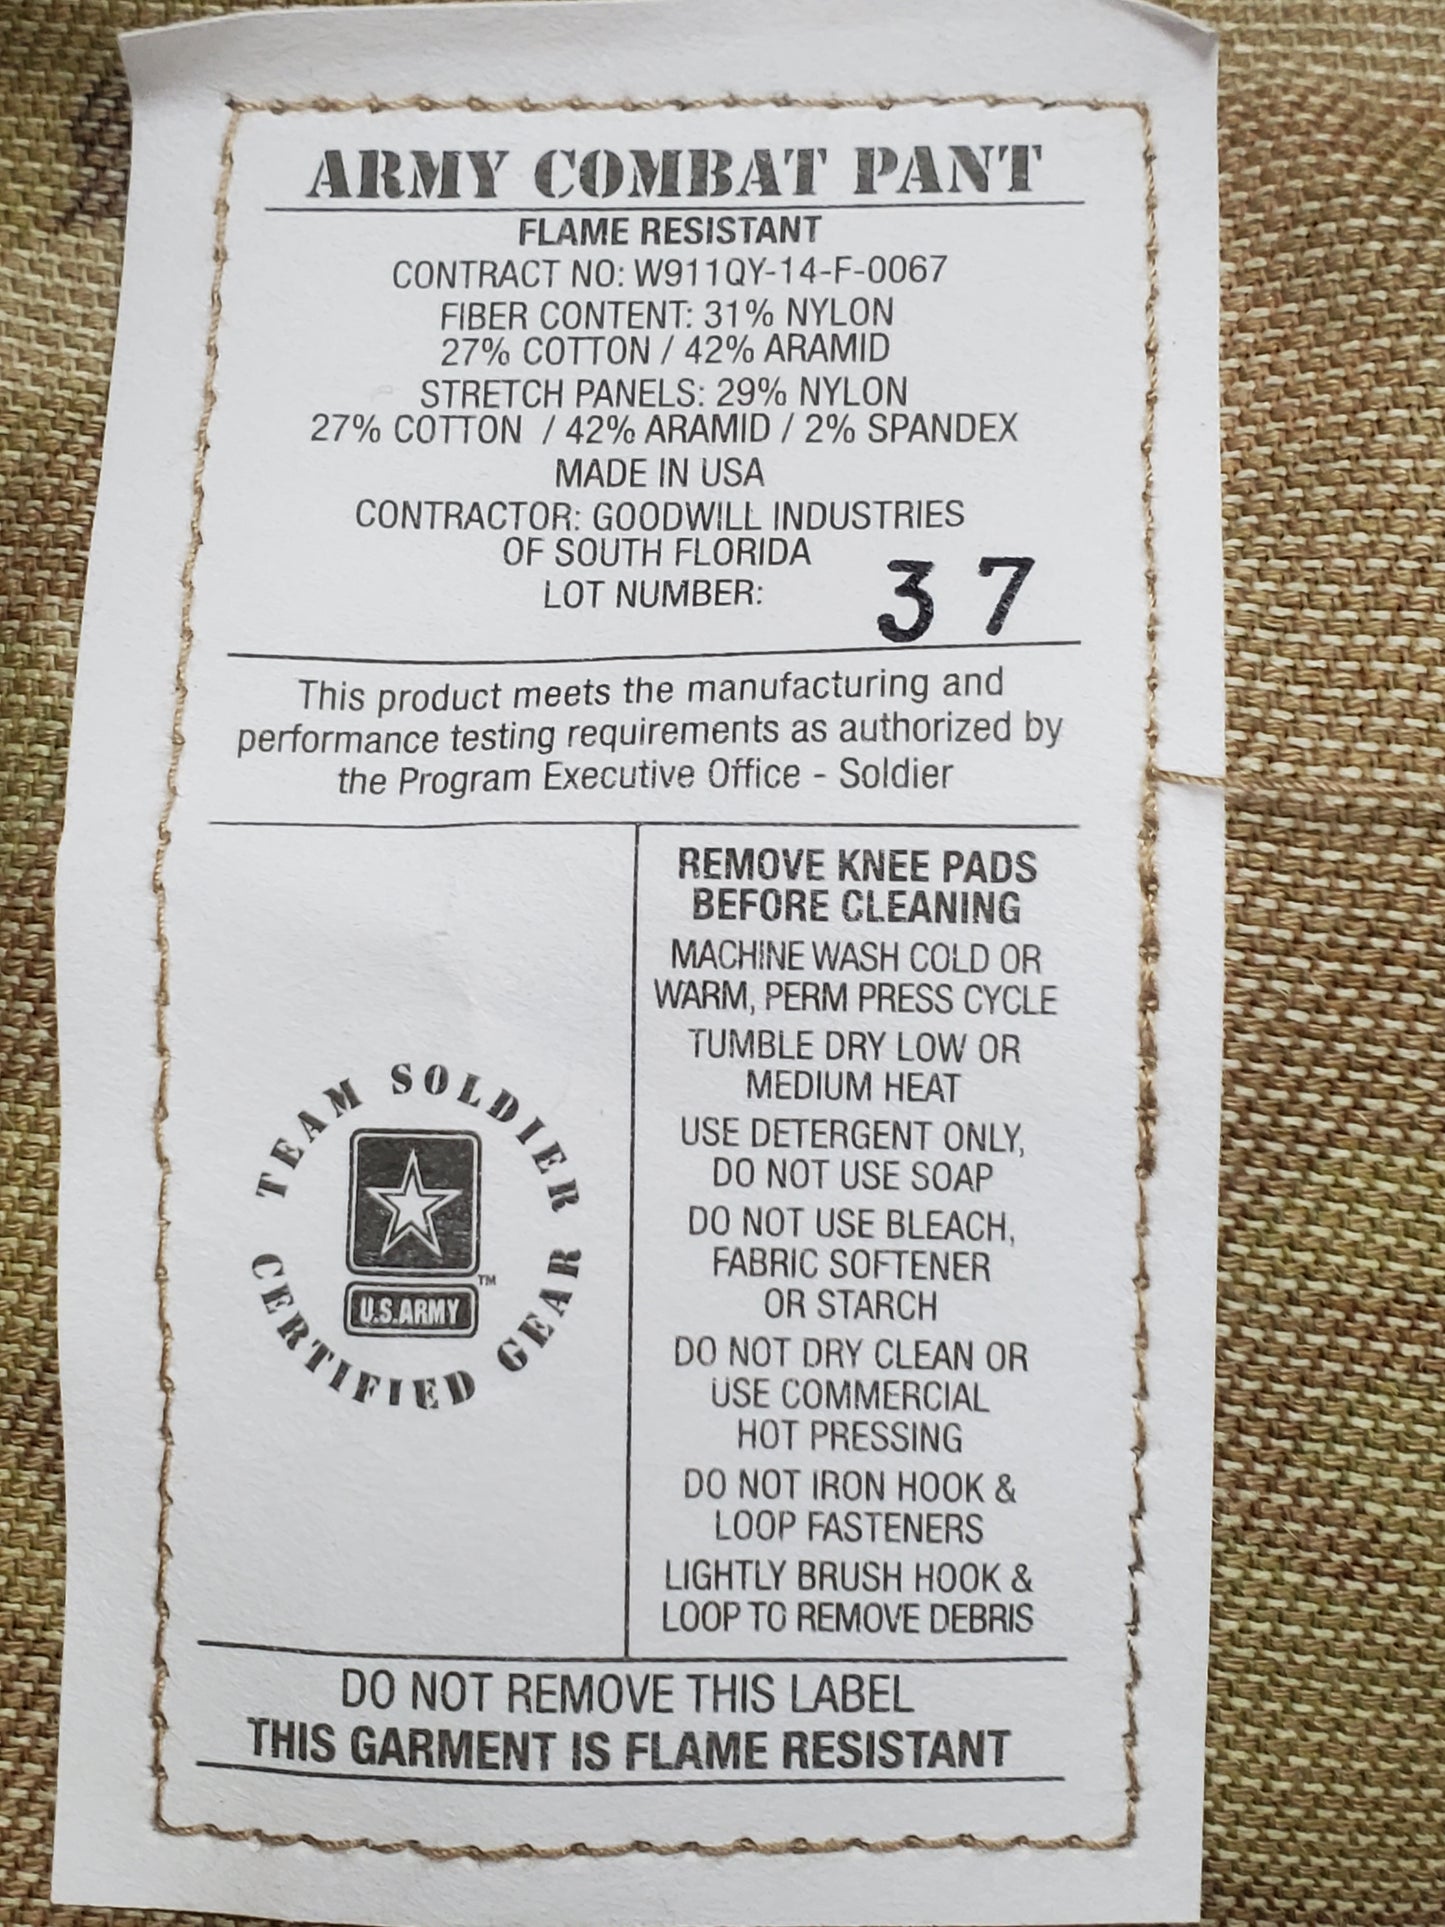 ARMY COMBAT PANT
FLAME RESISTANT
CONTRACT NO: W911QY-14-F-0067
FIBER CONTENT: 31% NYLON
27% COTTON / 42% ARAMID
STRETCH PANELS: 29% NYLON
27% COTTON / 42% ARAMID / 2% SPANDEX
MADE IN USA
CONTRACTOR: GOODWILL INDUSTRIES
OF SOUTH FLORIDA
LOT NUMBER: 37
This product meets the manufacturing and
performance testing requirements as authorized by
the Program Executive Office - Soldier
TEAM SOLDIER
U.S.ARMY™
CERTIFIED GEAR
REMOVE KNEE PADS
BEFORE CLEANING
MACHINE WASH COLD OR
WARM, PERM PRESS CYCLE
TUMBLE DRY LOW OR
MEDIUM HEAT
USE DETERGENT ONLY,
DO NOT USE SOAP
DO NOT USE BLEACH,
FABRIC SOFTENER
OR STARCH
DO NOT DRY CLEAN OR
USE COMMERCIAL
HOT PRESSING
DO NOT IRON HOOK &
LOOP FASTENERS
LIGHTLY BRUSH HOOK &
LOOP TO REMOVE DEBRIS
DO NOT REMOVE THIS LABEL
THIS GARMENT IS FLAME RESISTANT